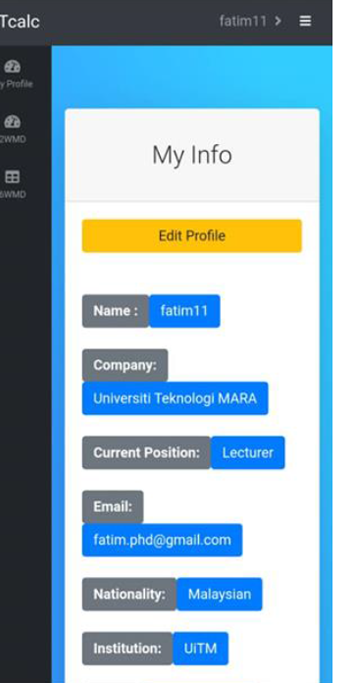 Tcalc
fatim11 >
y Profile
2WMD
6WMD
My Info
Edit Profile
Name : fatim11
Company:
Universiti Teknologi MARA
Current Position: Lecturer
Email:
fatim.phd@gmail.com
Nationality: Malaysian
Institution: UiTM